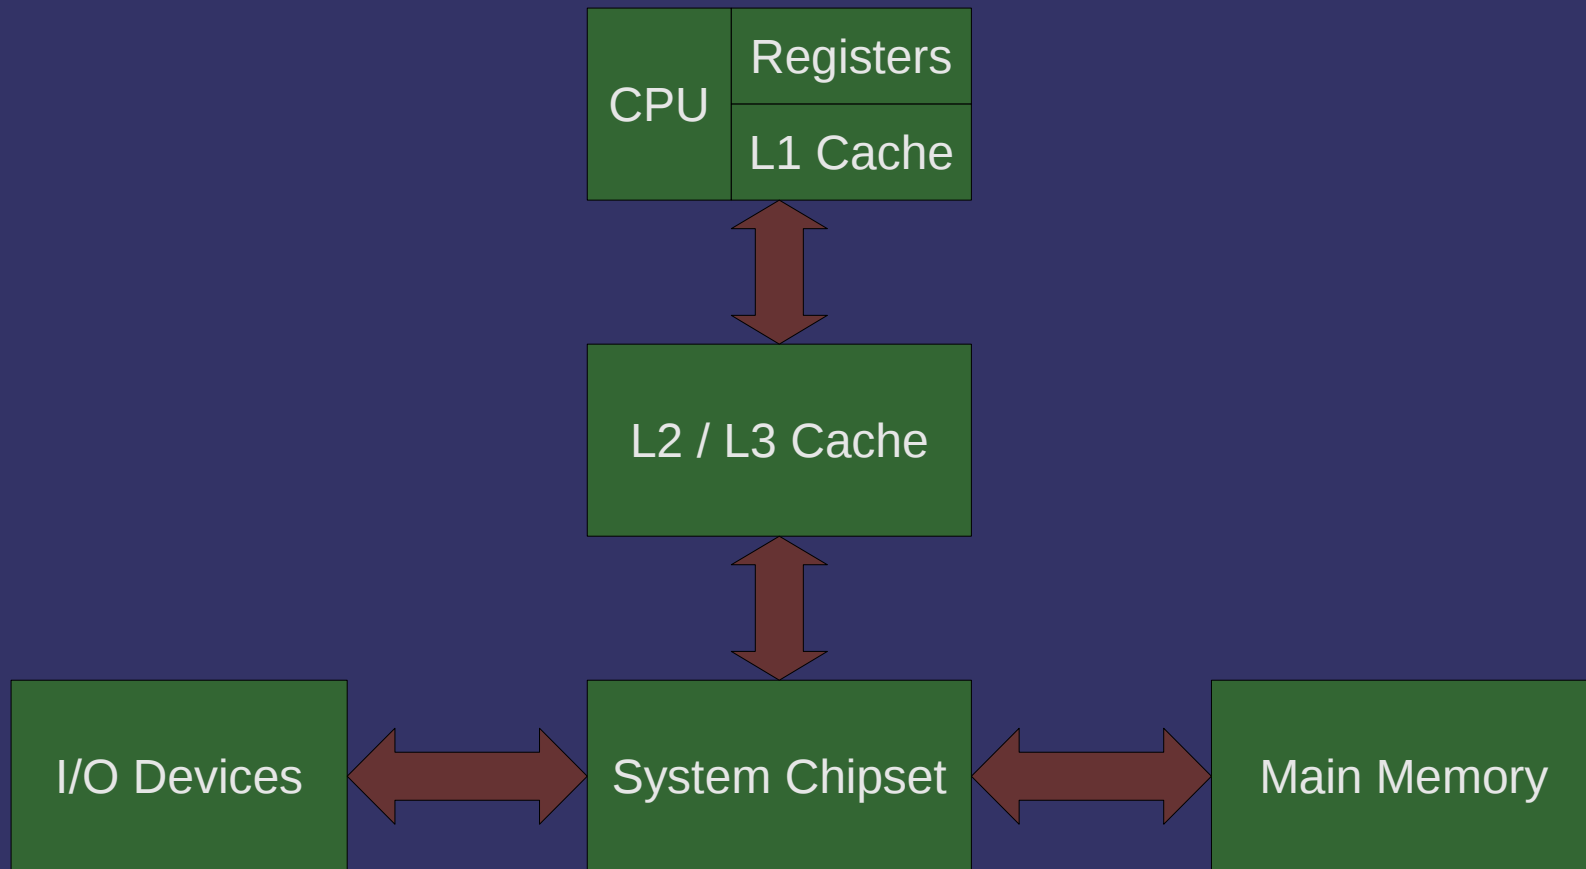 CPU
Registers
L1 Cache
L2 / L3 Cache
I/O Devices
System Chipset
Main Memory